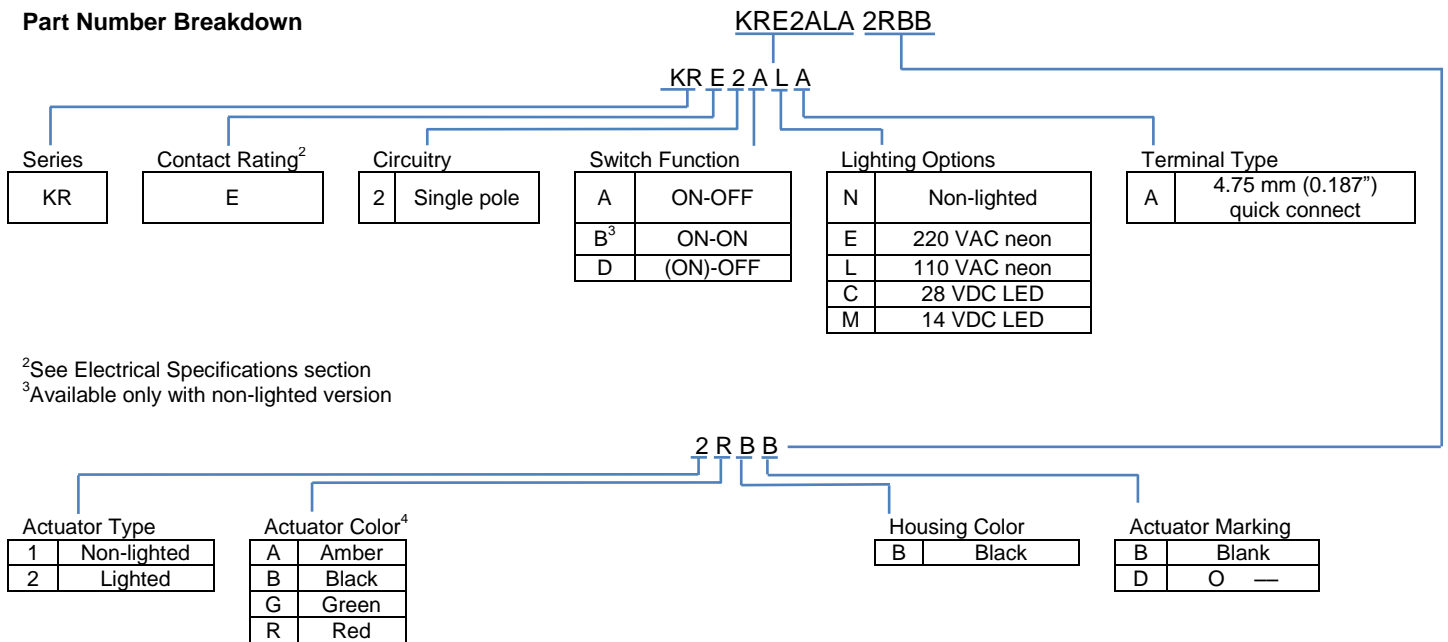 Part Number Breakdown
KRE2ALA 2RBB
KR E 2 A L A
Series
KR
Contact Rating2
E
Circuitry
2 Single pole
Switch Function
A ON-OFF
B3 ON-ON
D (ON)-OFF
Lighting Options
N Non-lighted
E 220 VAC neon
L 110 VAC neon
C 28 VDC LED
M 14 VDC LED
Terminal Type
A 4.75 mm (0.187”)
quick connect
2See Electrical Specifications section
3Available only with non-lighted version
2 R B B
Actuator Type
1 Non-lighted
2 Lighted
Actuator Color4
A Amber
B Black
G Green
R Red
Housing Color
B Black
Actuator Marking
B Blank
D O —